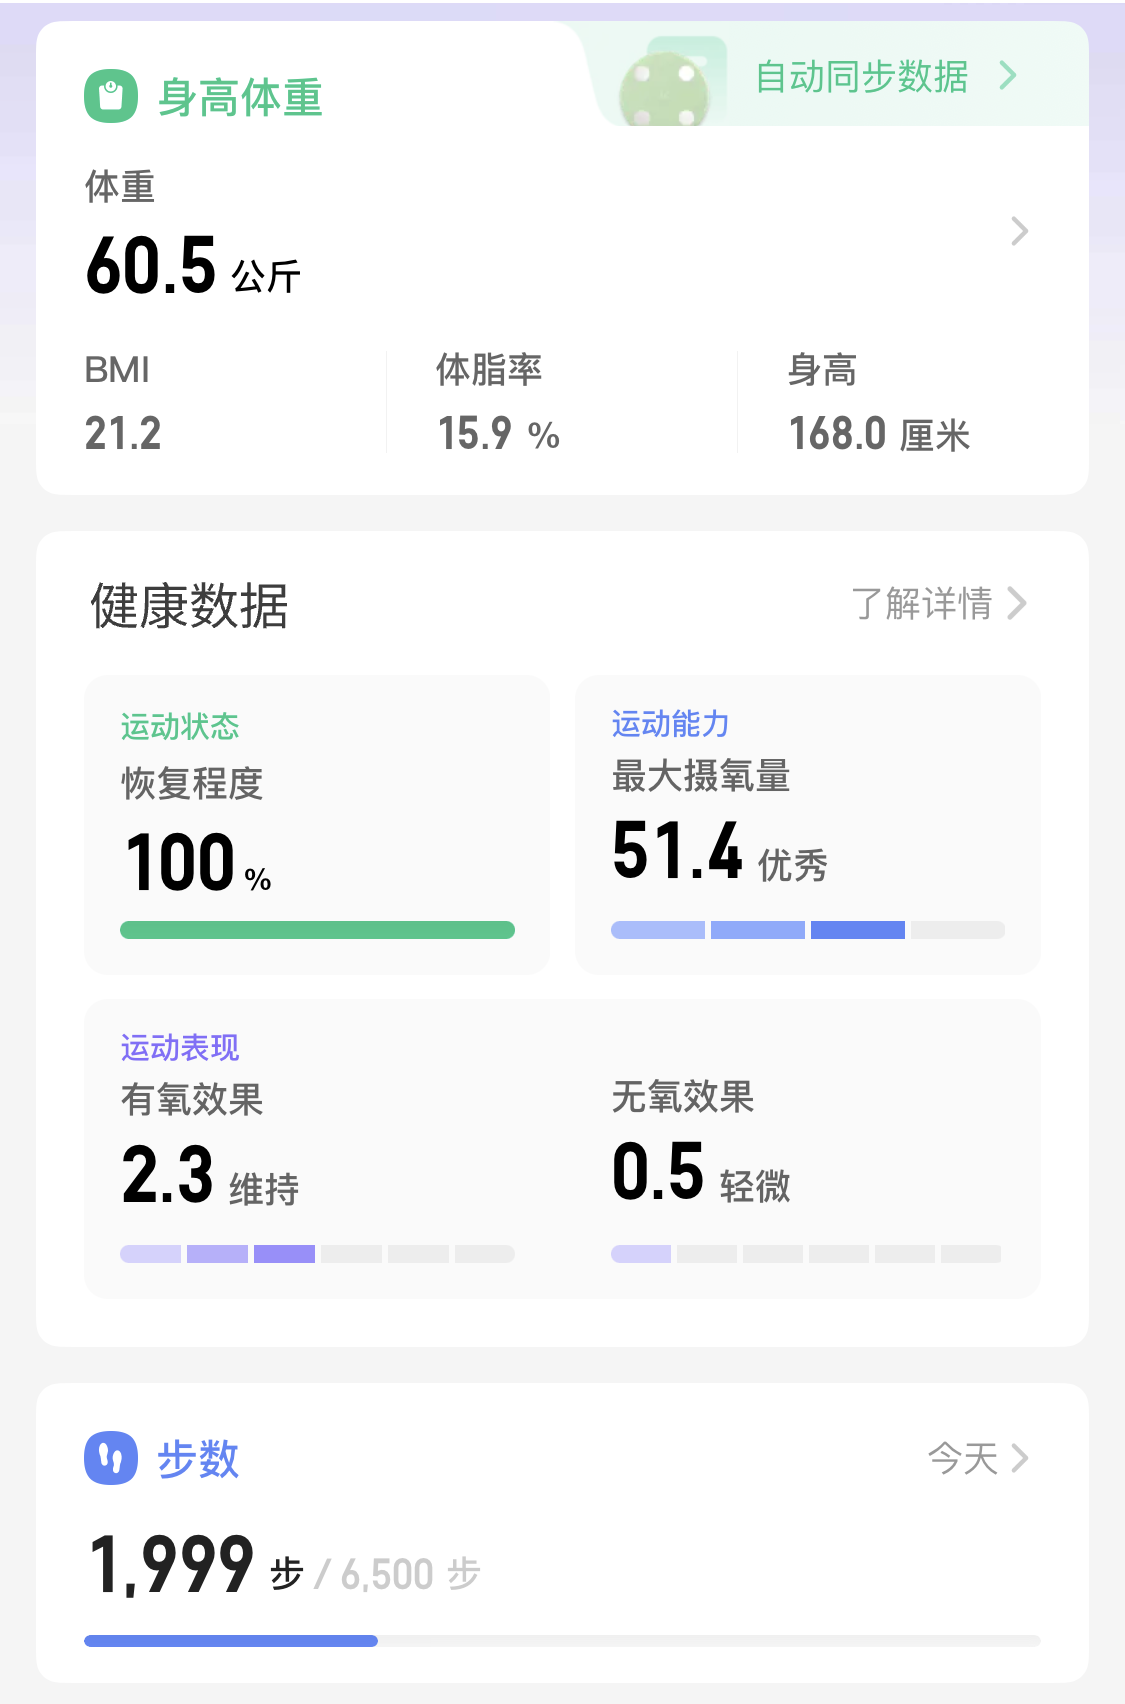 身高体重
自动同步数据
体重
60.5 公斤
BMI
21.2
体脂率
15.9 %
身高
168.0 厘米
健康数据
了解详情
运动状态
恢复程度
100 %
运动能力
最大摄氧量
51.4 优秀
运动表现
有氧效果
2.3 维持
无氧效果
0.5 轻微
步数
今天
1,999 步 / 6,500 步